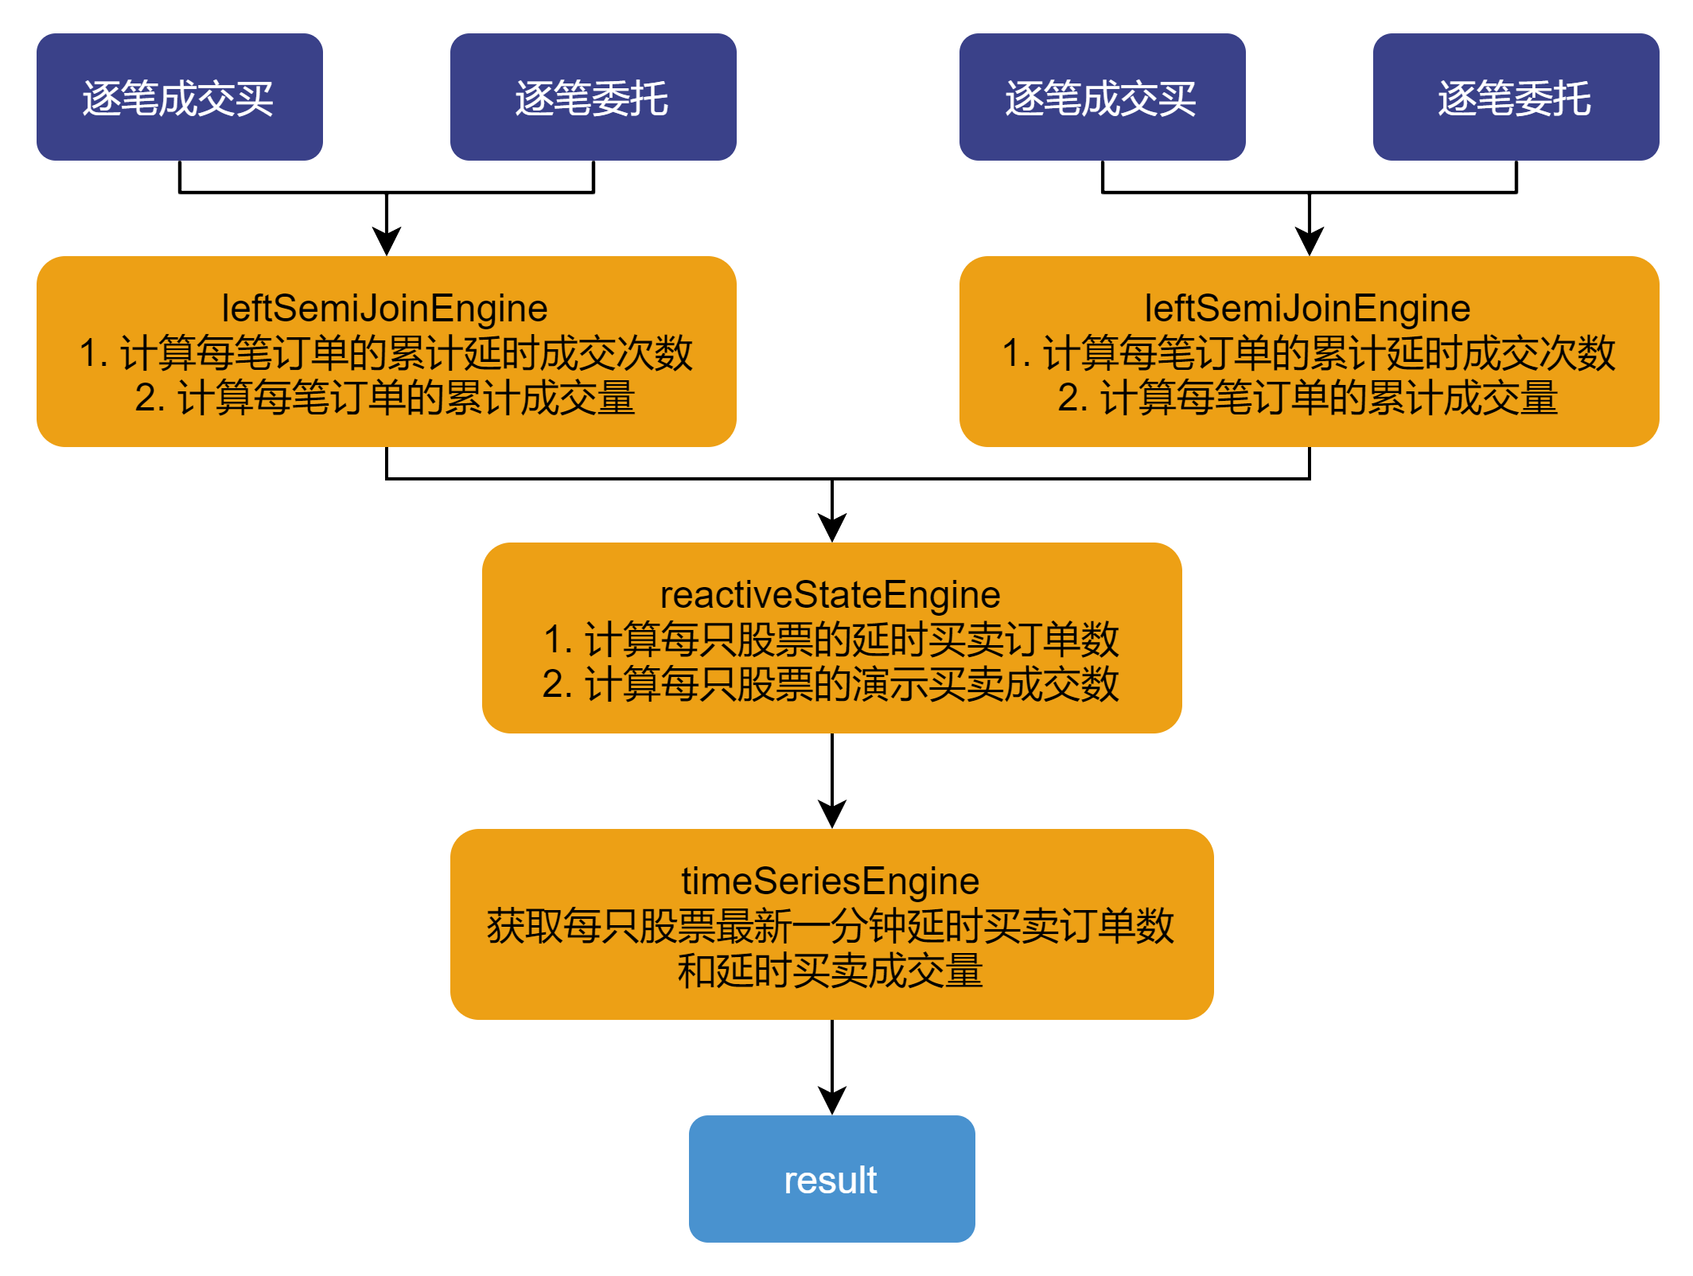 逐笔成交买
逐笔委托
逐笔成交买
逐笔委托
leftSemiJoinEngine
1. 计算每笔订单的累计延时成交次数
2. 计算每笔订单的累计成交量
leftSemiJoinEngine
1. 计算每笔订单的累计延时成交次数
2. 计算每笔订单的累计成交量
reactiveStateEngine
1. 计算每只股票的延时买卖订单数
2. 计算每只股票的演示买卖成交数
timeSeriesEngine
获取每只股票最新一分钟延时买卖订单数
和延时买卖成交量
result